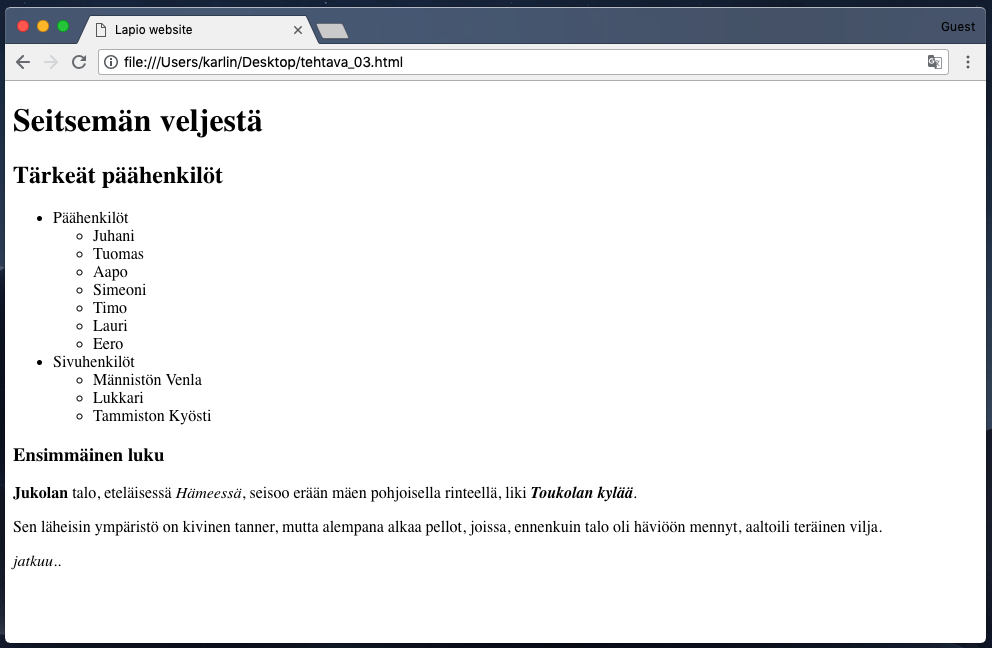 Lapio website
Guest
file:///Users/karlin/Desktop/tehtava_03.html
Seitsemän veljestä
Tärkeät päähenkilöt
Päähenkilöt
Juhani
Tuomas
Aapo
Simeoni
Timo
Lauri
Eero
Sivuhenkilöt
Männistön Venla
Lukkari
Tammiston Kyösti
Ensimmäinen luku
Jukolan talo, eteläisessä Hämeessä, seisoo erään mäen pohjoisella rinteellä, liki Toukolan kylää.
Sen läheisin ympäristö on kivinen tanner, mutta alempana alkaa pellot, joissa, ennenkuin talo oli häviöön mennyt, aaltoili teräinen vilja.
jatkuu..